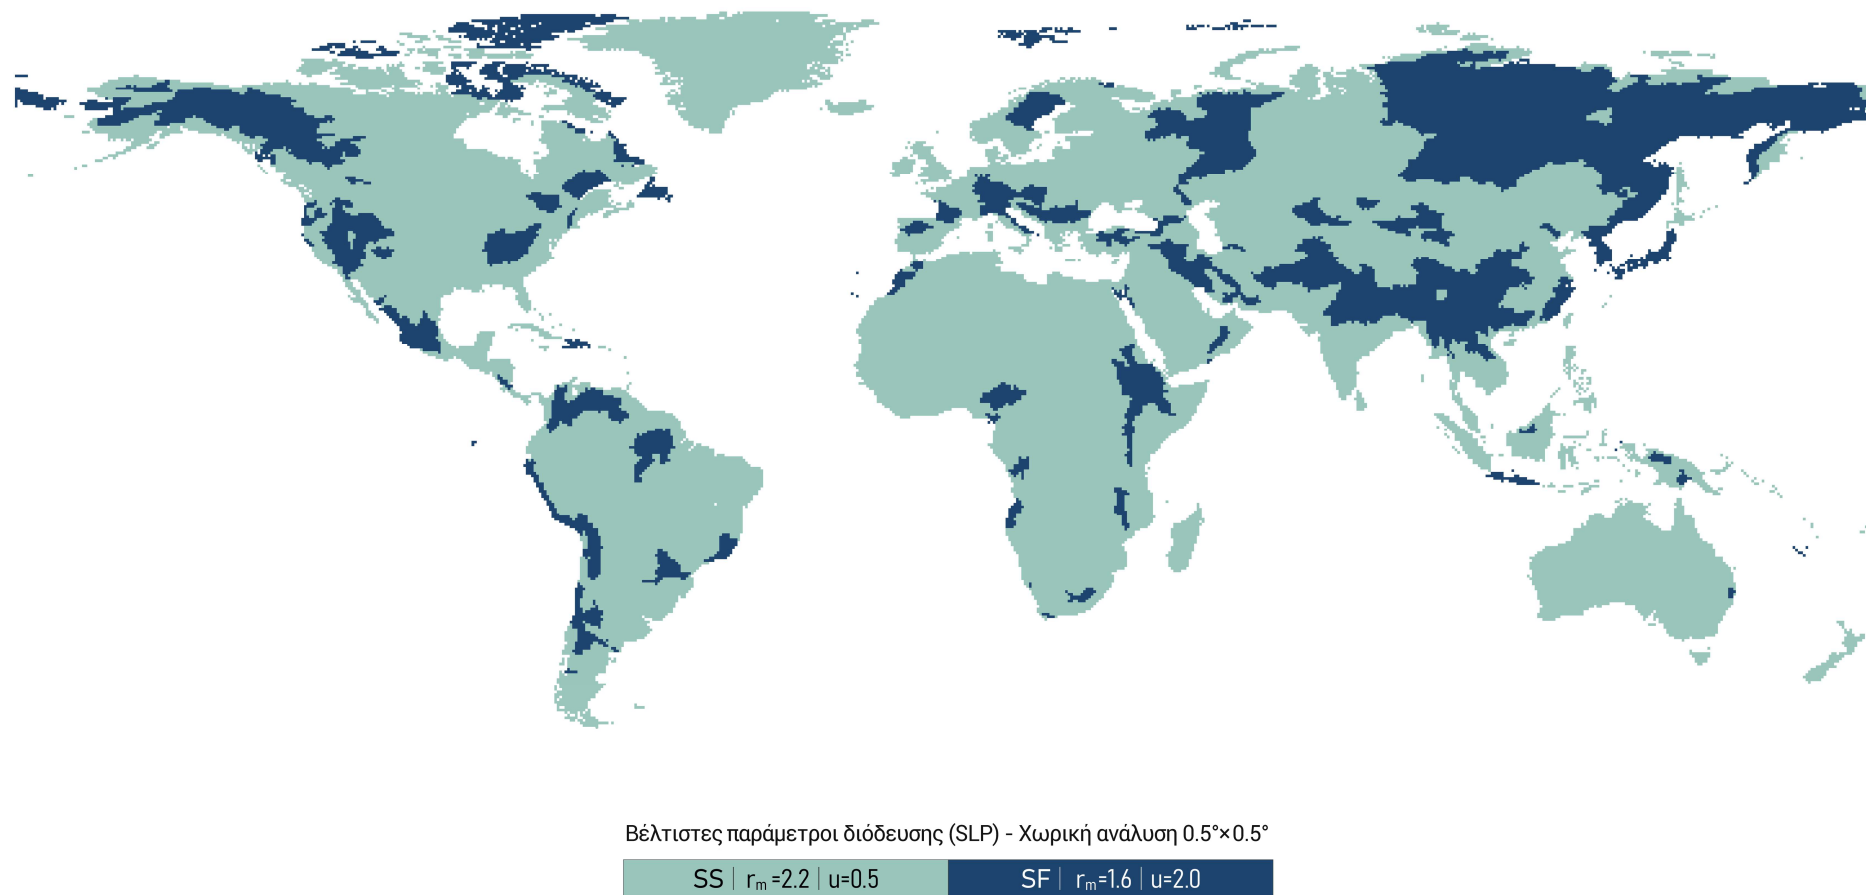 Βέλτιστες παράμετροι διόδευσης (SLP) - Χωρική ανάλυση 0.5°×0.5°
SS | rm=2.2 | u=0.5 SF | rm=1.6 | u=2.0